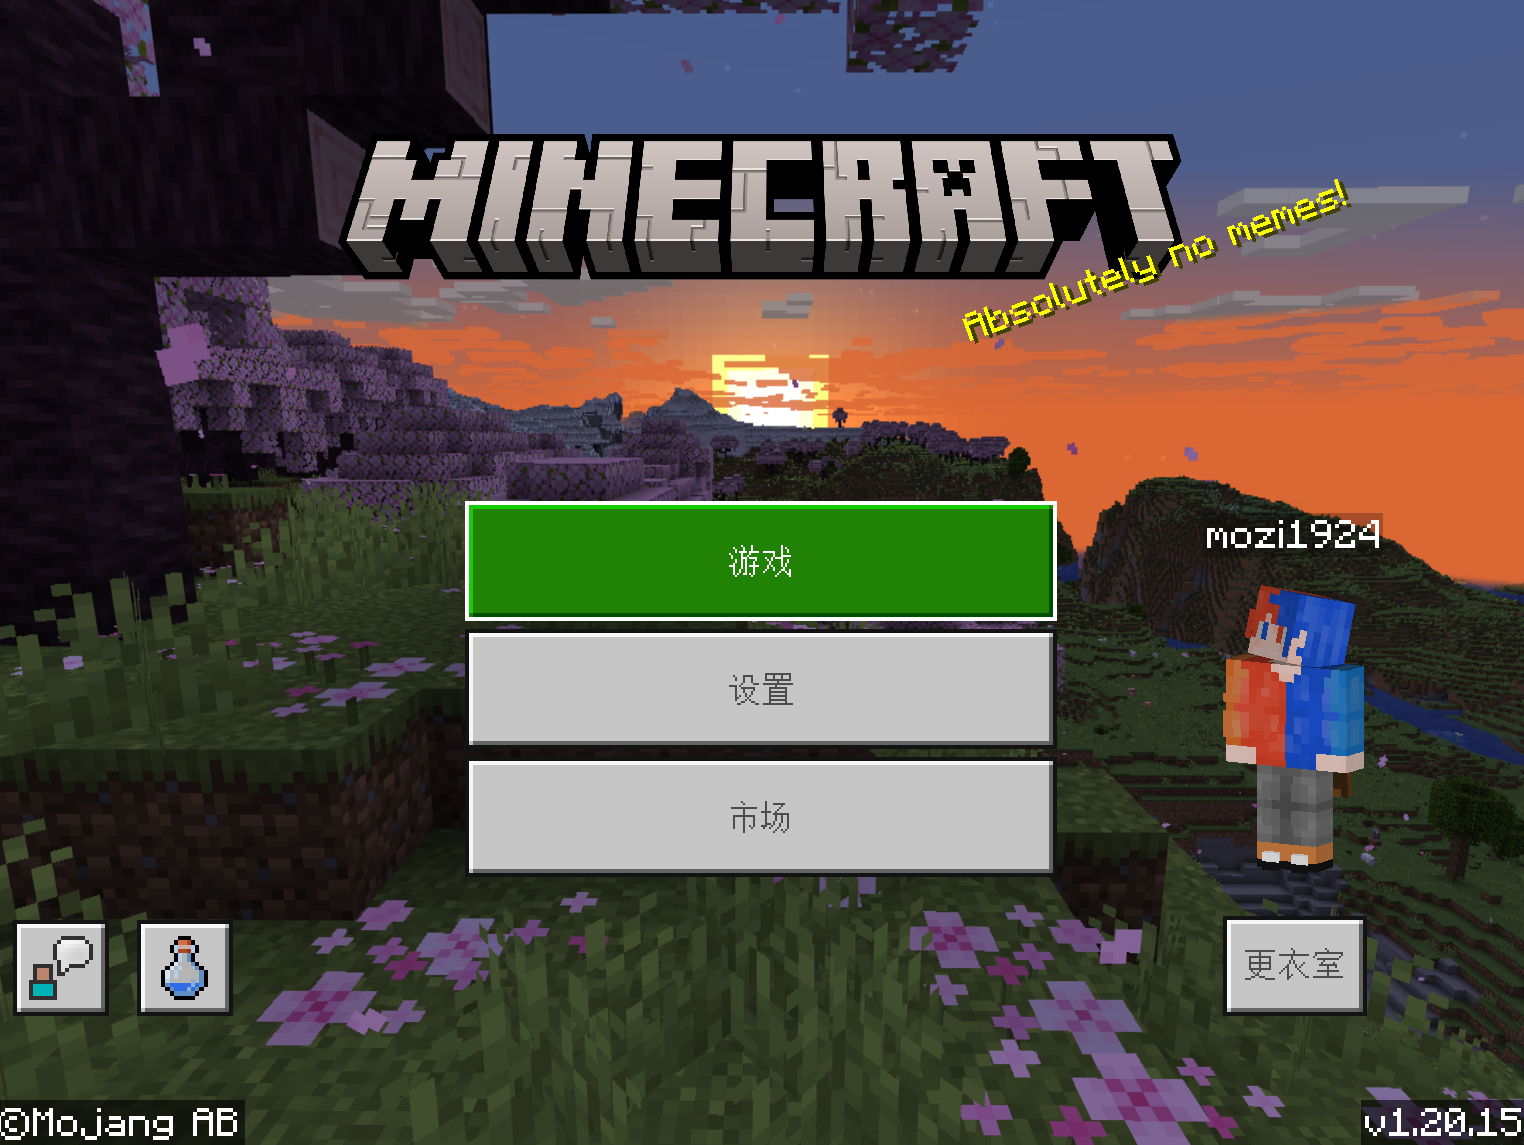 MINECRAFT
Absolutely no memes!
游戏
mozi1924
设置
市场
更衣室
©Mojang AB
v1.20.15